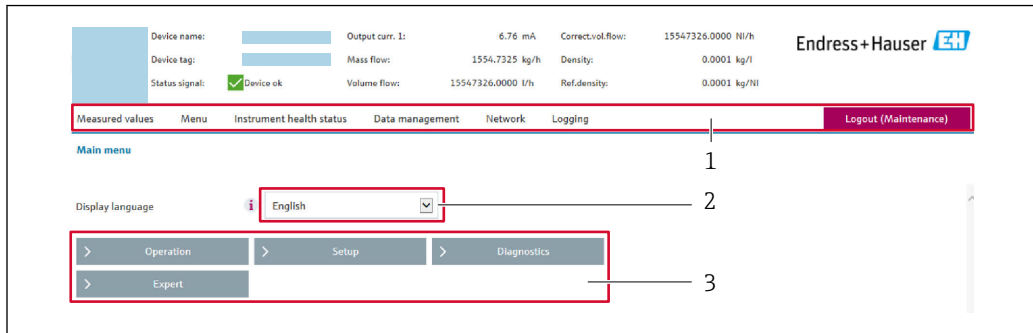 Device name: Output curr. 1: 6.76 mA Correct.vol.flow: 15547326.0000 Nl/h
Endress+Hauser EH
Device tag: Mass flow: 1554.7325 kg/h Density: 0.0001 kg/l
Status signal: Device ok Volume flow: 15547326.0000 l/h Ref.density: 0.0001 kg/Nl
Measured values Menu Instrument health status Data management Network Logging Logout (Maintenance)
1
Main menu
Display language i English 2
> Operation > Setup > Diagnostics
> Expert 3